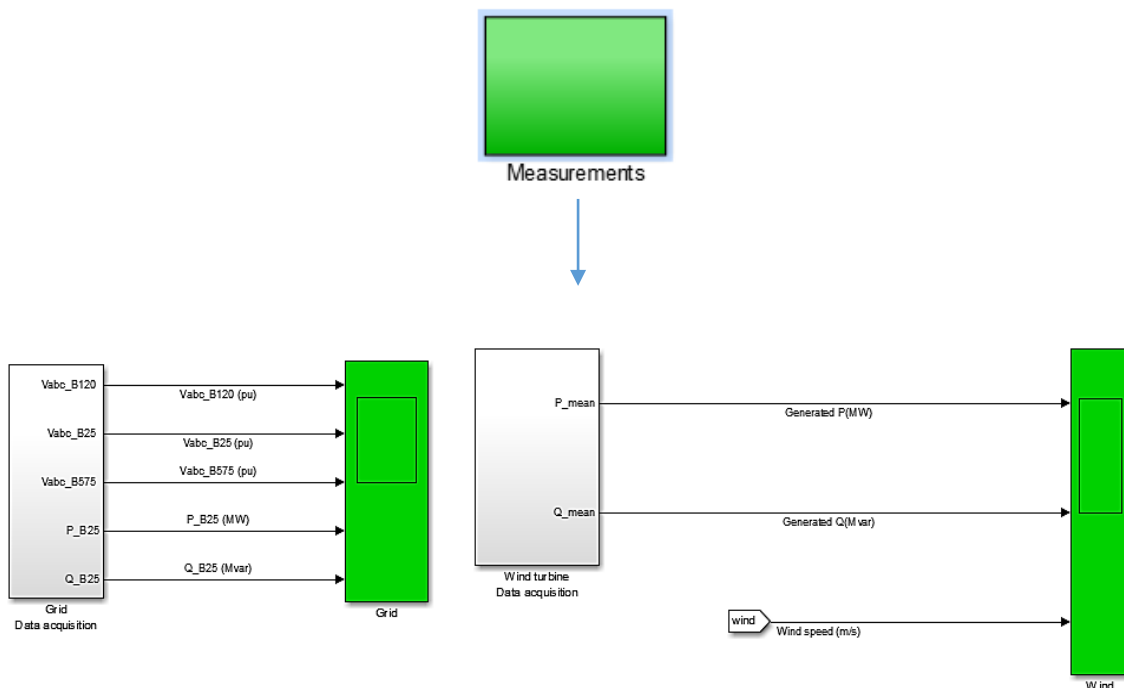 Measurements
Vabc_B120
Vabc_B120 (pu)
Vabc_B25
Vabc_B25 (pu)
Vabc_B575
Vabc_B575 (pu)
P_B25
P_B25 (MW)
Q_B25
Q_B25 (Mvar)
Grid
Data acquisition
Grid
P_mean
Generated P(MW)
Q_mean
Generated Q(Mvar)
Wind turbine
Data acquisition
wind
Wind speed (m/s)
Wind